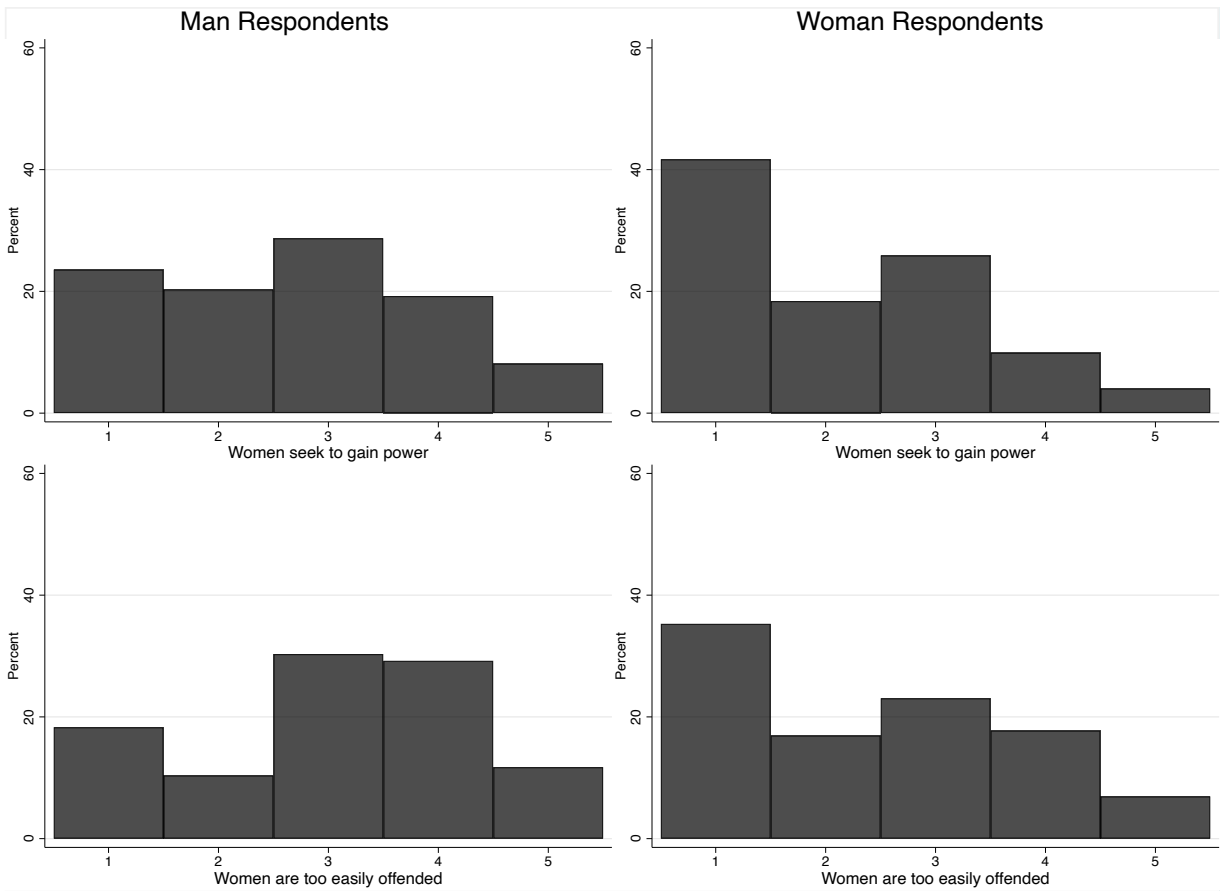 Man Respondents
Woman Respondents
60
40
20
0
Percent
1 2 3 4 5
Women seek to gain power
60
40
20
0
Percent
1 2 3 4 5
Women seek to gain power
60
40
20
0
Percent
1 2 3 4 5
Women are too easily offended
60
40
20
0
Percent
1 2 3 4 5
Women are too easily offended